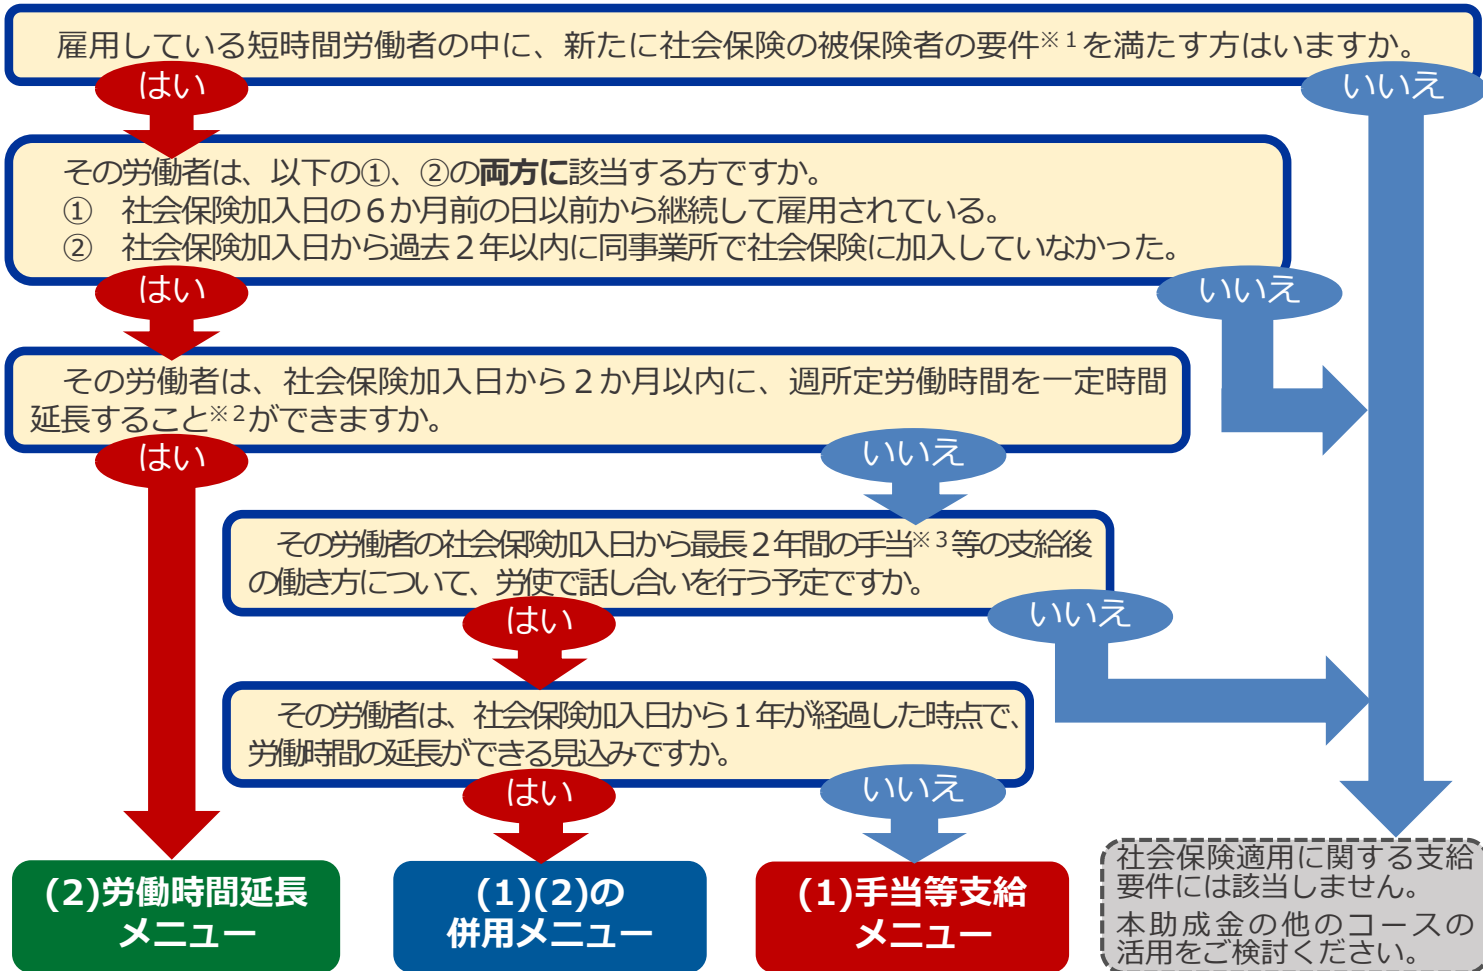 雇用している短時間労働者の中に、新たに社会保険の被保険者の要件※1を満たす方はいますか。
はい
いいえ
その労働者は、以下の①、②の両方に該当する方ですか。
① 社会保険加入日の６か月前の日以前から継続して雇用されている。
② 社会保険加入日から過去２年以内に同事業所で社会保険に加入していなかった。
はい
いいえ
その労働者は、社会保険加入日から２か月以内に、週所定労働時間を一定時間
延長すること※2ができますか。
はい
いいえ
その労働者の社会保険加入日から最長２年間の手当※3等の支給後
の働き方について、労使で話し合いを行う予定ですか。
はい
いいえ
その労働者は、社会保険加入日から１年が経過した時点で、
労働時間の延長ができる見込みですか。
はい
いいえ
(2)労働時間延長
メニュー
(1)(2)の
併用メニュー
(1)手当等支給
メニュー
社会保険適用に関する支給
要件には該当しません。
本助成金の他のコースの
活用をご検討ください。